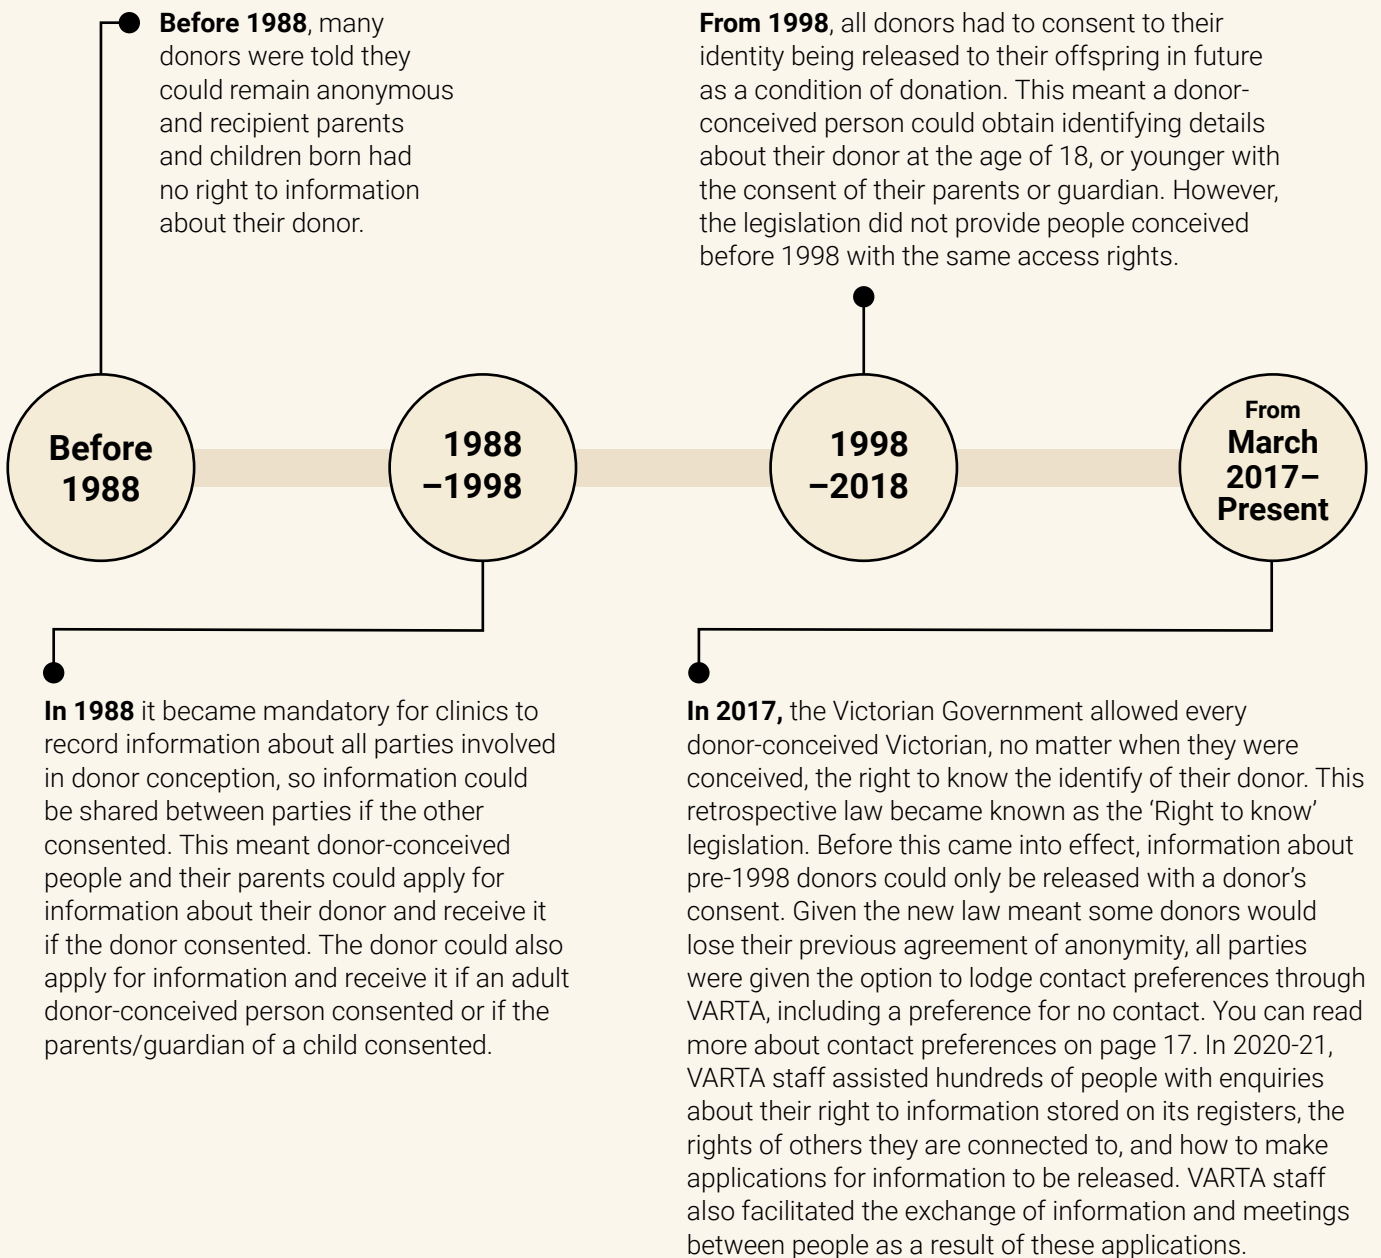 Before 1988, many
donors were told they
could remain anonymous
and recipient parents
and children born had
no right to information
about their donor.
From 1998, all donors had to consent to their
identity being released to their offspring in future
as a condition of donation. This meant a donor-
conceived person could obtain identifying details
about their donor at the age of 18, or younger with
the consent of their parents or guardian. However,
the legislation did not provide people conceived
before 1998 with the same access rights.
Before
1988
1988
–1998
1998
–2018
From
March
2017–
Present
In 1988 it became mandatory for clinics to
record information about all parties involved
in donor conception, so information could
be shared between parties if the other
consented. This meant donor-conceived
people and their parents could apply for
information about their donor and receive it
if the donor consented. The donor could also
apply for information and receive it if an adult
donor-conceived person consented or if the
parents/guardian of a child consented.
In 2017, the Victorian Government allowed every
donor-conceived Victorian, no matter when they were
conceived, the right to know the identify of their donor. This
retrospective law became known as the ‘Right to know’
legislation. Before this came into effect, information about
pre-1998 donors could only be released with a donor’s
consent. Given the new law meant some donors would
lose their previous agreement of anonymity, all parties
were given the option to lodge contact preferences through
VARTA, including a preference for no contact. You can read
more about contact preferences on page 17. In 2020-21,
VARTA staff assisted hundreds of people with enquiries
about their right to information stored on its registers, the
rights of others they are connected to, and how to make
applications for information to be released. VARTA staff
also facilitated the exchange of information and meetings
between people as a result of these applications.